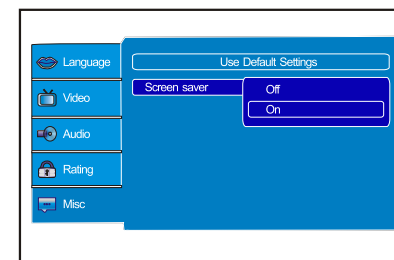 Language
Video
Audio
Rating
Misc
Use Default Settings
Screen saver
Off
On